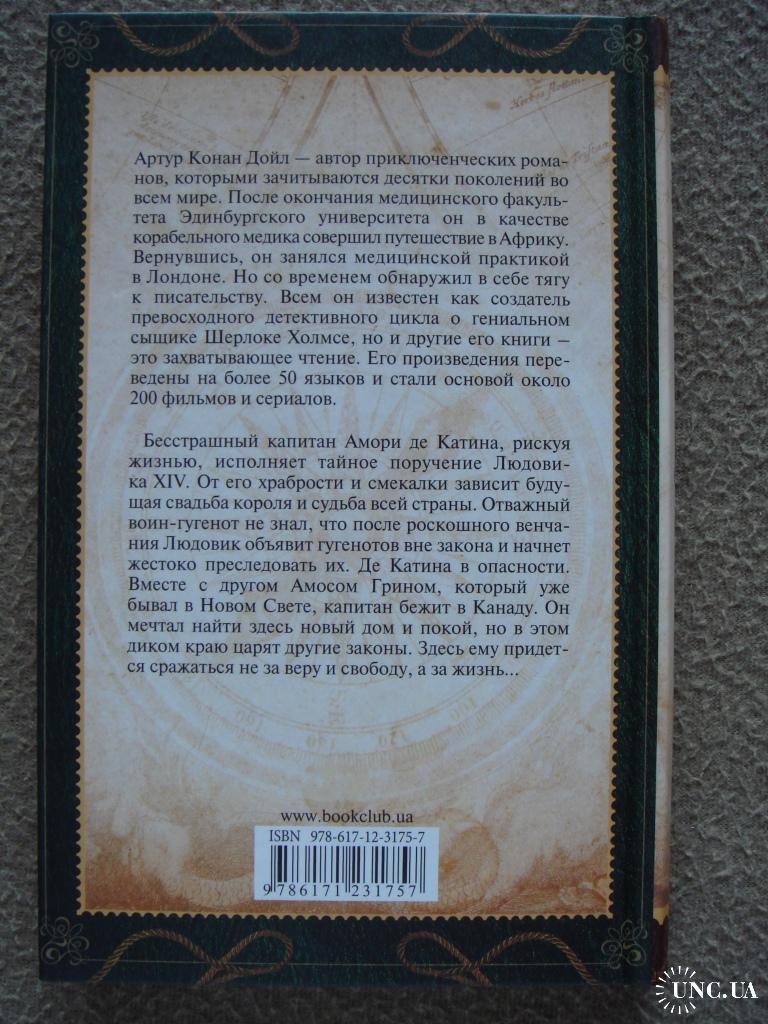 Артур Конан Дойл — автор приключенческих рома-
нов, которыми зачитываются десятки поколений во
всем мире. После окончания медицинского факуль-
тета Эдинбургского университета он в качестве
корабельного медика совершил путешествие в Африку.
Вернувшись, он занялся медицинской практикой
в Лондоне. Но со временем обнаружил в себе тягу
к писательству. Всем он известен как создатель
превосходного детективного цикла о гениальном
сыщике Шерлоке Холмсе, но и другие его книги –
это захватывающее чтение. Его произведения пере-
ведены на более 50 языков и стали основой около
200 фильмов и сериалов.
Бесстрашный капитан Амори де Катина, рискуя
жизнью, исполняет тайное поручение Людови-
ка XIV. От его храбрости и смекалки зависит буду-
щая свадьба короля и судьба всей страны. Отважный
воин-гугенот не знал, что после роскошного венча-
ния Людовик объявит гугенотов вне закона и начнет
жестоко преследовать их. Де Катина в опасности.
Вместе с другом Амосом Грином, который уже
бывал в Новом Свете, капитан бежит в Канаду. Он
мечтал найти здесь новый дом и покой, но в этом
диком краю царят другие законы. Здесь ему придет-
ся сражаться не за веру и свободу, а за жизнь...
www.bookclub.ua
ISBN 978-617-12-3175-7
9 786171 231757
UNC.UA